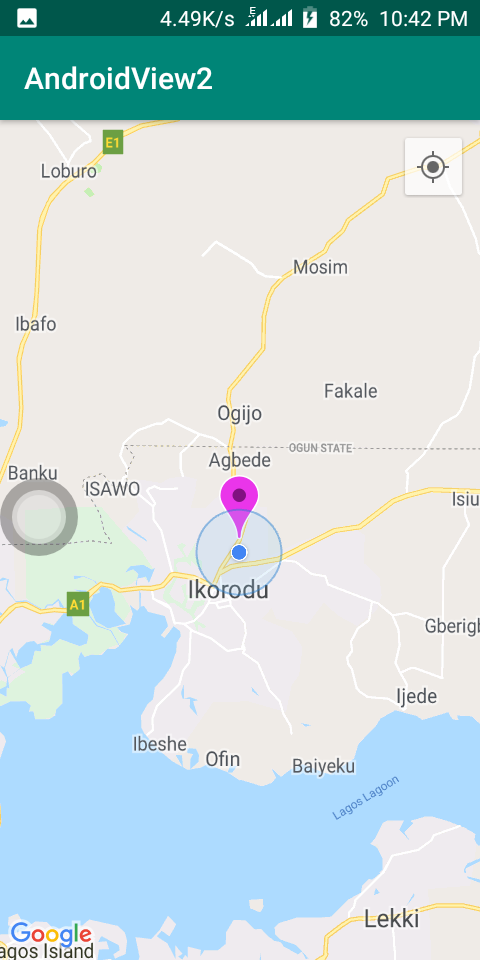 4.49K/s E 82% 10:42 PM
AndroidView2
E1
Loburo
Mosim
Ibafo
Fakale
Ogijo
OGUN STATE
Agbede
Banku
ISAWO
Isiu
Ikorodu
A1
Gberigb
Ijede
Ibeshe
Ofin
Baiyeku
Lagos Lagoon
Lekki
Google
agos Island